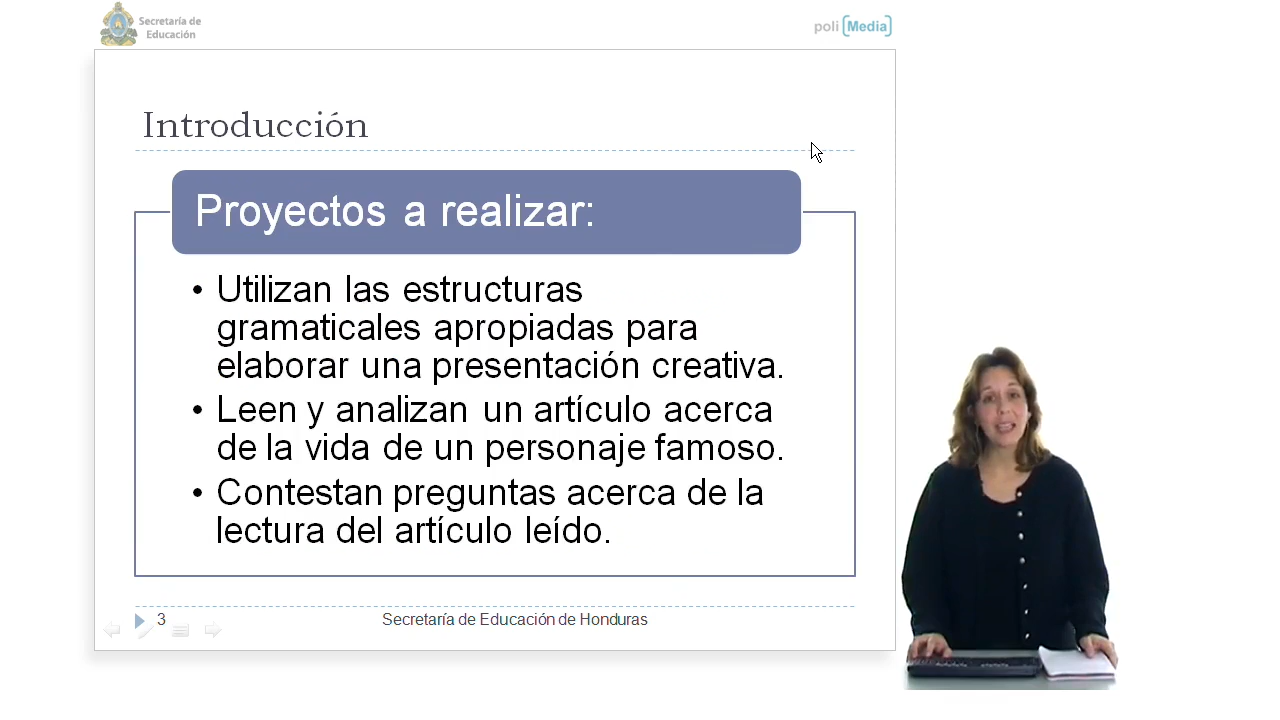 Secretaría de
Educación
poli [Media]
Introducción
Proyectos a realizar:
• Utilizan las estructuras
gramaticales apropiadas para
elaborar una presentación creativa.
• Leen y analizan un artículo acerca
de la vida de un personaje famoso.
• Contestan preguntas acerca de la
lectura del artículo leído.
3
Secretaría de Educación de Honduras